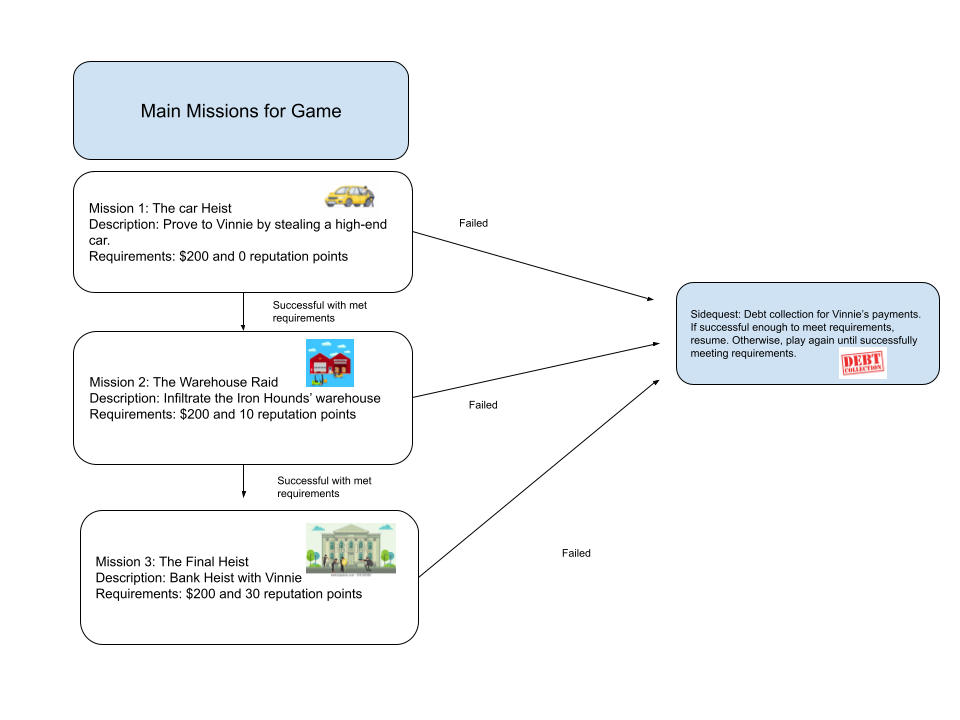 Main Missions for Game
Mission 1: The car Heist
Description: Prove to Vinnie by stealing a high-end
car.
Requirements: $200 and 0 reputation points
Failed
Successful with met
requirements
Sidequest: Debt collection for Vinnie's payments.
If successful enough to meet requirements,
resume. Otherwise, play again until successfully
meeting requirements.
DEBT
COLLECTION
Mission 2: The Warehouse Raid
Description: Infiltrate the Iron Hounds' warehouse
Requirements: $200 and 10 reputation points
Failed
Successful with met
requirements
Mission 3: The Final Heist
Description: Bank Heist with Vinnie
Requirements: $200 and 30 reputation points
Failed